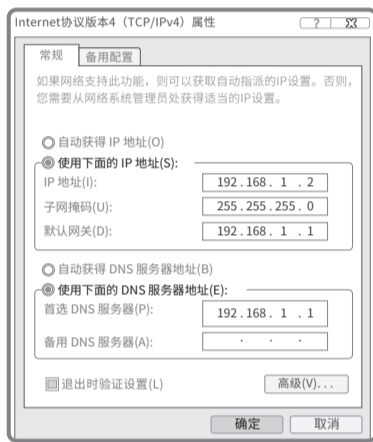 Internet协议版本4（TCP/IPv4）属性
常规 备用配置
如果网络支持此功能，则可以获取自动指派的IP设置。否则，
您需要从网络系统管理员处获得适当的IP设置。
自动获得 IP 地址(O)
使用下面的 IP 地址(S):
IP 地址(I): 192 . 168 . 1 . 2
子网掩码(U): 255 . 255 . 255 . 0
默认网关(D): 192 . 168 . 1 . 1
自动获得 DNS 服务器地址(B)
使用下面的 DNS 服务器地址(E):
首选 DNS 服务器(P): 192 . 168 . 1 . 1
备用 DNS 服务器(A): . . .
退出时验证设置(L) 高级(V)...
确定 取消